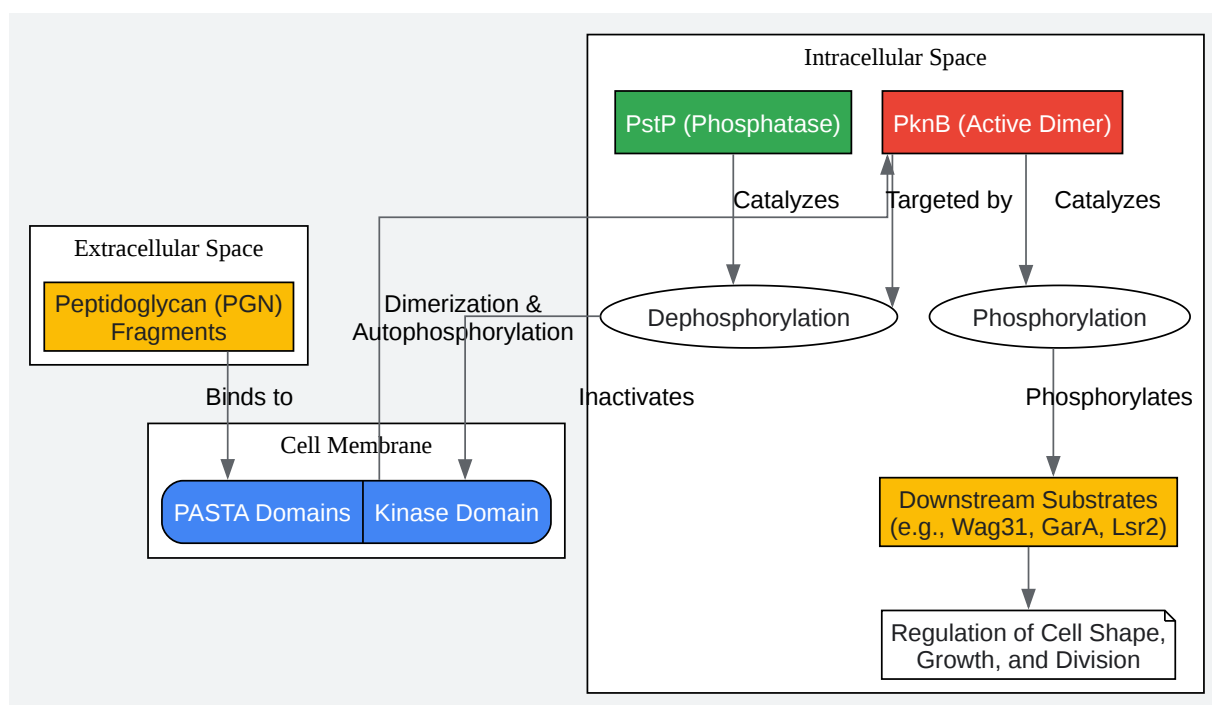 Intracellular Space
PstP (Phosphatase)
PknB (Active Dimer)
Catalyzes
Targeted by
Catalyzes
Extracellular Space
Peptidoglycan (PGN)
Fragments
Dimerization &
Autophosphorylation
Dephosphorylation
Phosphorylation
Binds to
Inactivates
Phosphorylates
Cell Membrane
PASTA Domains
Kinase Domain
Downstream Substrates
(e.g., Wag31, GarA, Lsr2)
Regulation of Cell Shape,
Growth, and Division